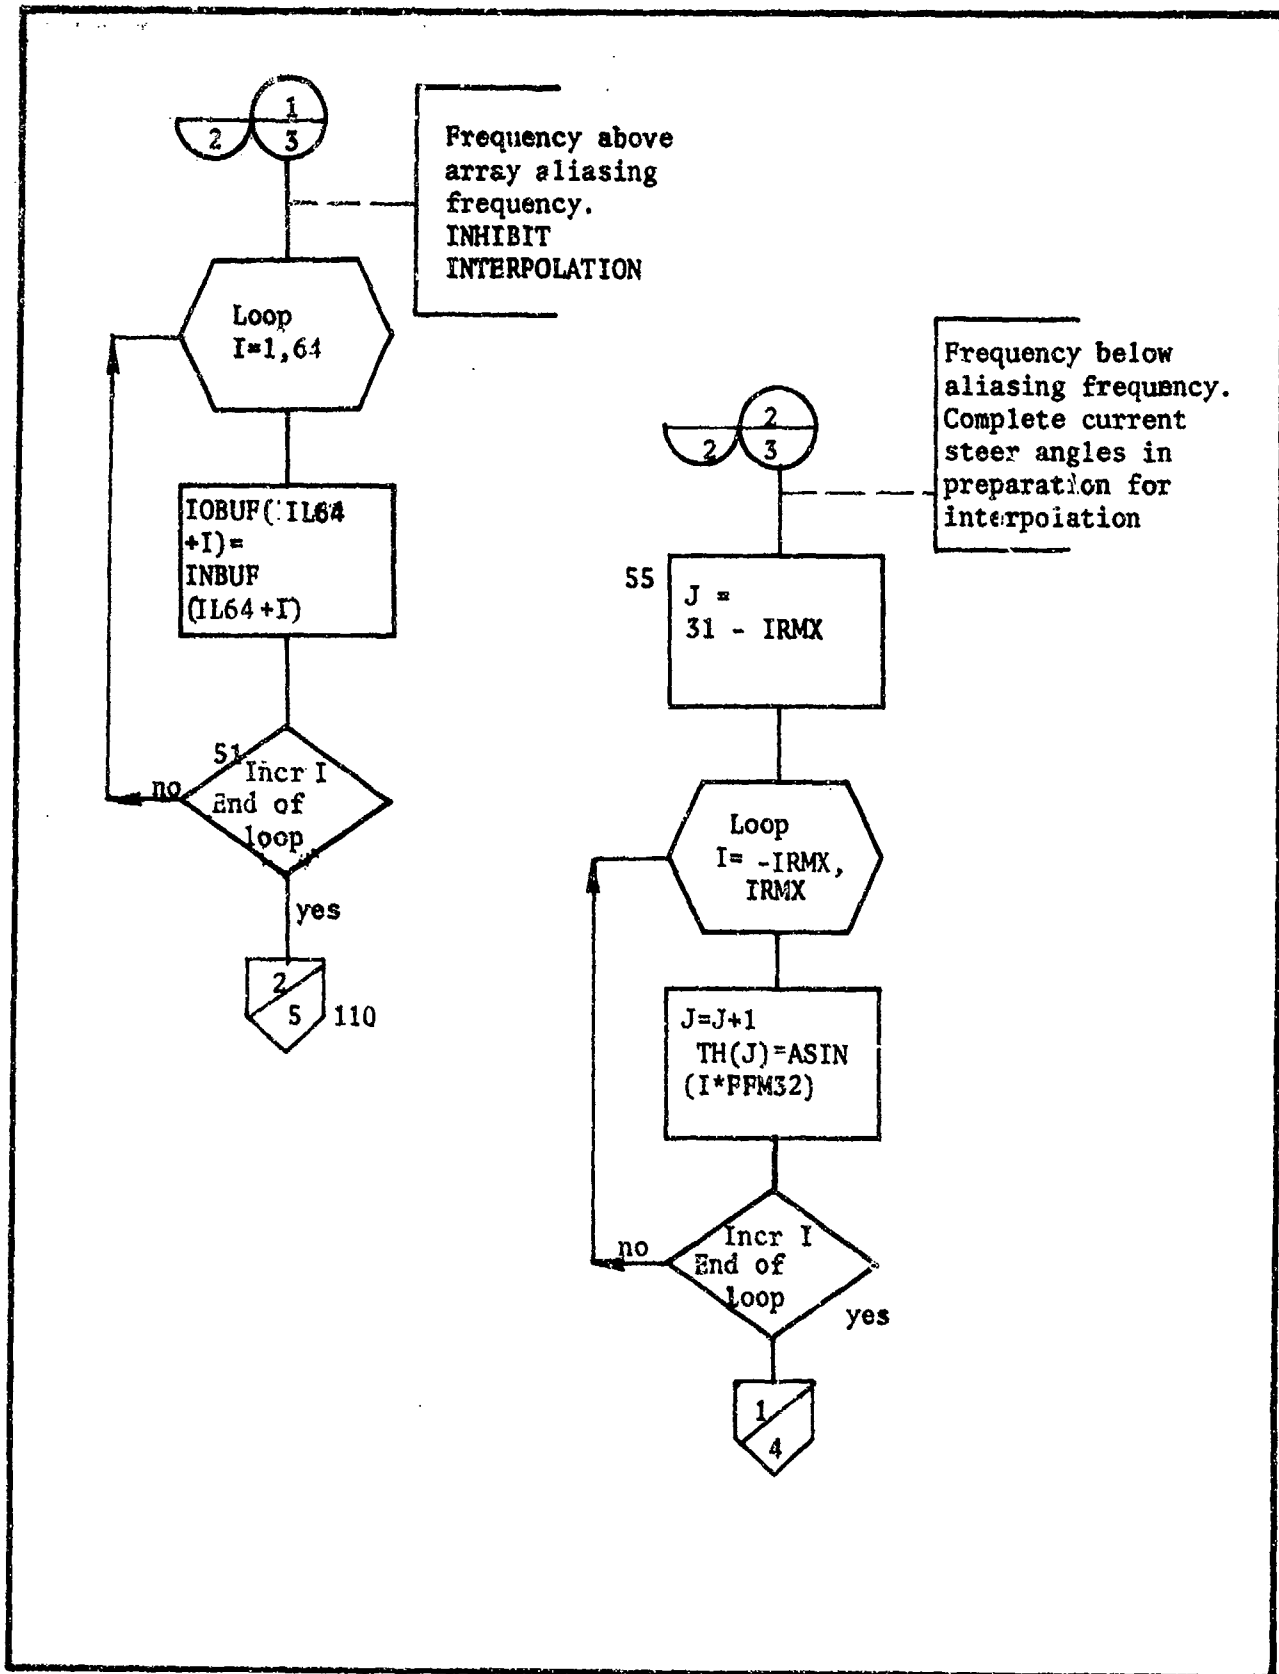 1
2
3
Frequency above
array aliasing
frequency.
INHIBIT
INTERPOLATION
Loop
I=1,64
IOBUF(IL64
+I)=
INBUF
(IL64+I)
51
Incr I
End of
loop
no
yes
2
5
110
2
2
3
Frequency below
aliasing frequency.
Complete current
steer angles in
preparation for
interpolation
55
J =
31 - IRMX
Loop
I= -IRMX,
IRMX
J=J+1
TH(J)=ASIN
(I*FFM32)
Incr I
End of
loop
no
yes
1
4